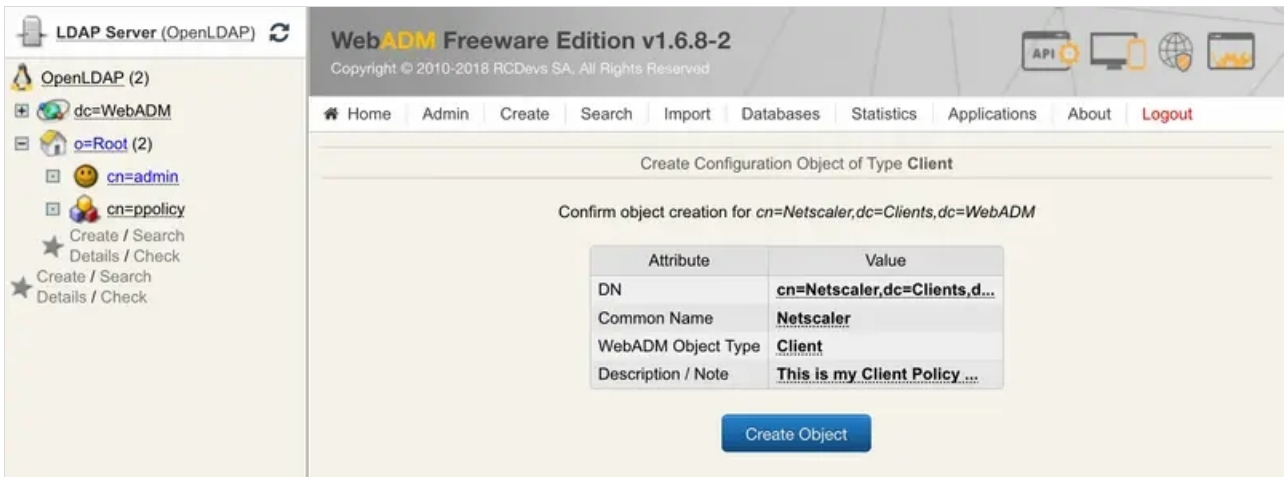 LDAP Server (OpenLDAP)
OpenLDAP (2)
dc=WebADM
o=Root (2)
cn=admin
cn=ppolicy
Create / Search
Details / Check
Create / Search
Details / Check
WebADM Freeware Edition v1.6.8-2
Copyright © 2010-2018 RCDevs SA, All Rights Reserved
API
Home Admin Create Search Import Databases Statistics Applications About Logout
Create Configuration Object of Type Client
Confirm object creation for cn=Netscaler,dc=Clients,dc=WebADM
Attribute Value
DN cn=Netscaler,dc=Clients,d...
Common Name Netscaler
WebADM Object Type Client
Description / Note This is my Client Policy ...
Create Object